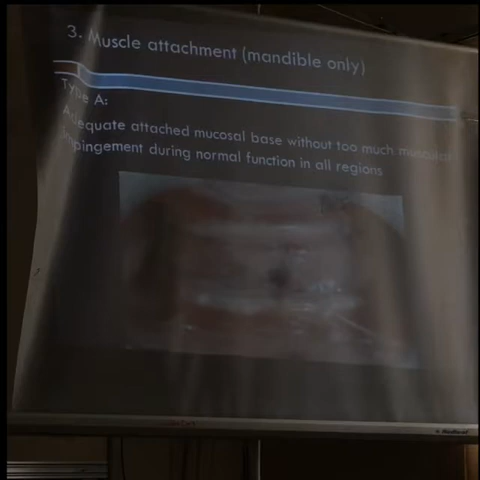 3. Muscle attachment (mandible only)
Type A:
Adequate attached mucosal base without too much muscular
impingement during normal function in all regions